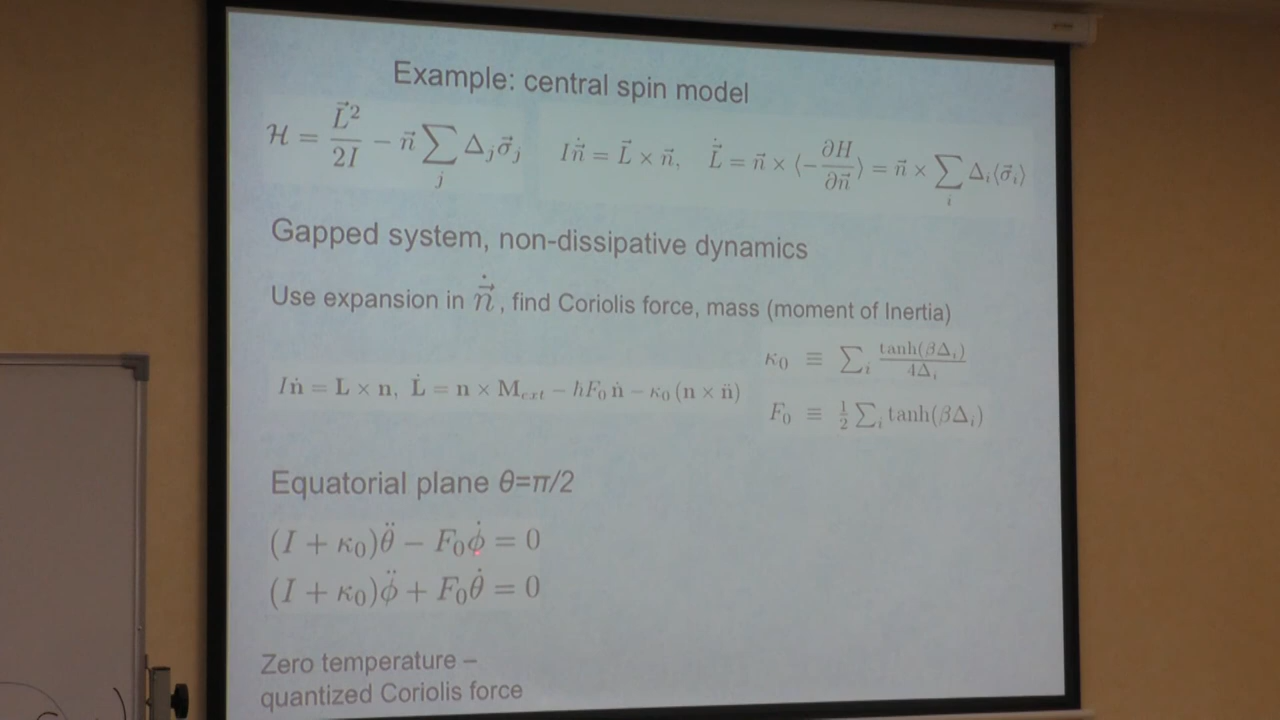 Example: central spin model
ℋ = L⃗²/2I − n⃗ ∑_j Δ_j σ⃗_j    I n⃗̇ = L⃗ × n⃗,  L⃗̇ = n⃗ × ⟨−∂H/∂n⃗⟩ = n⃗ × ∑_i Δ_i⟨σ⃗_i⟩
Gapped system, non-dissipative dynamics
Use expansion in n⃗̇ , find Coriolis force, mass (moment of Inertia)
κ₀ ≡ ∑_i tanh(βΔ_i)/4Δ_i
Iṅ = L × n, L̇ = n × M_ext − ħF₀ ṅ − κ₀ (n × n̈)
F₀ ≡ ½ ∑_i tanh(βΔ_i)
Equatorial plane θ=π/2
(I + κ₀)θ̈ − F₀ϕ̇ = 0
(I + κ₀)ϕ̈ + F₀θ̇ = 0
Zero temperature –
quantized Coriolis force